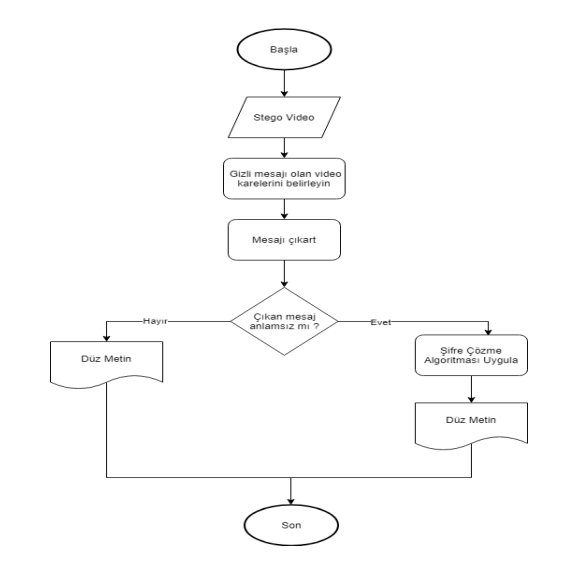 Başla
Stego Video
Gizli mesajı olan video
karelerini belirleyin
Mesajı çıkart
Çıkan mesaj
anlamsız mı ?
Hayır
Evet
Düz Metin
Şifre Çözme
Algoritması Uygula
Düz Metin
Son